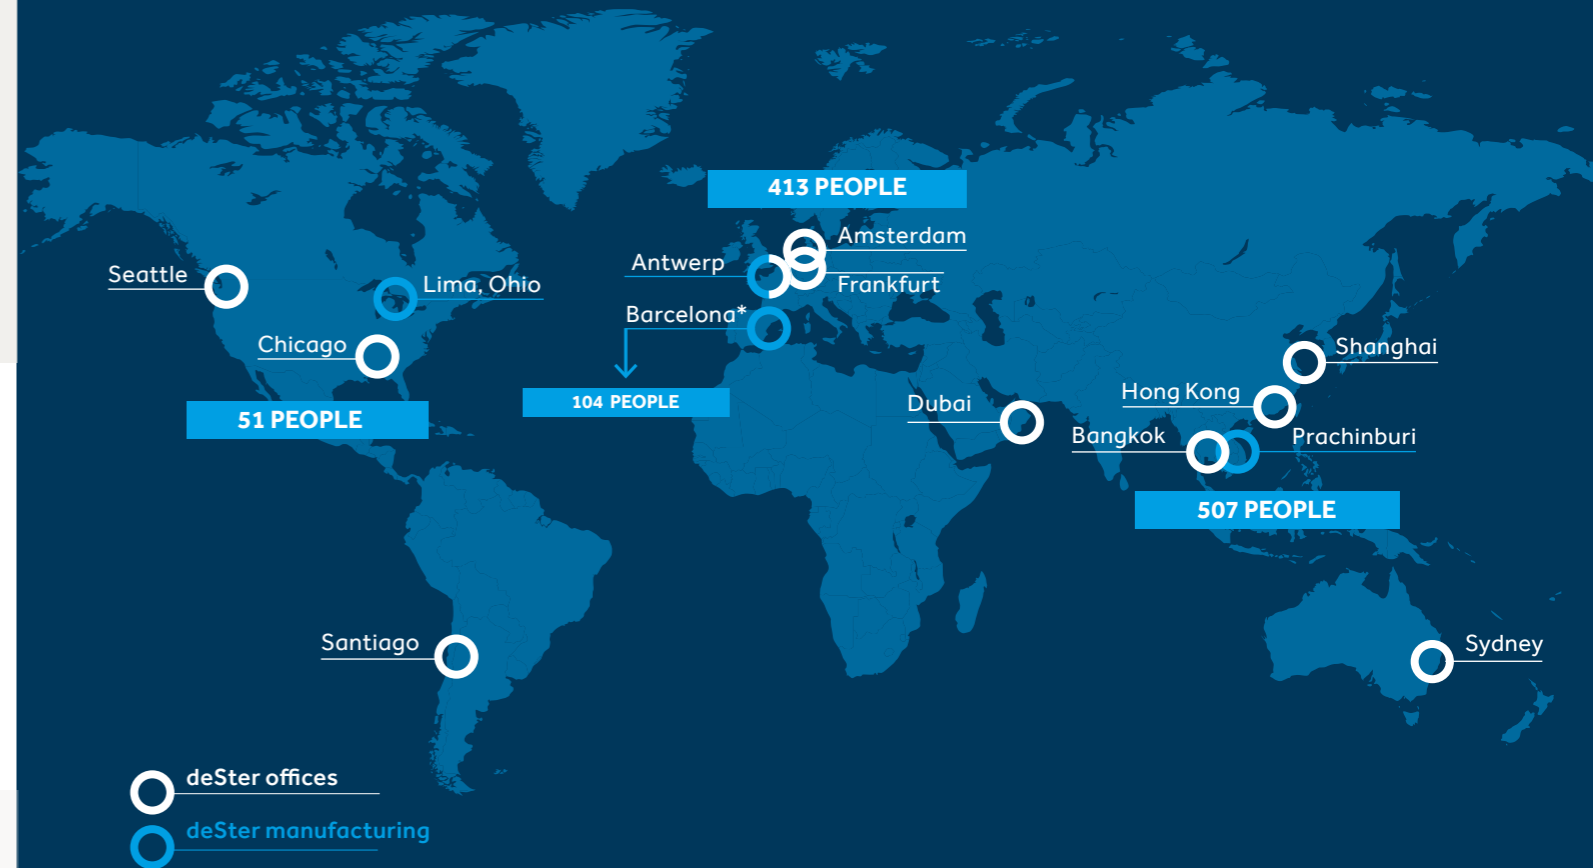 413 PEOPLE
Amsterdam
Antwerp
Frankfurt
Seattle
Lima, Ohio
Barcelona*
Chicago
Shanghai
104 PEOPLE
Hong Kong
Dubai
51 PEOPLE
Bangkok
Prachinburi
507 PEOPLE
Santiago
Sydney
deSter offices
deSter manufacturing